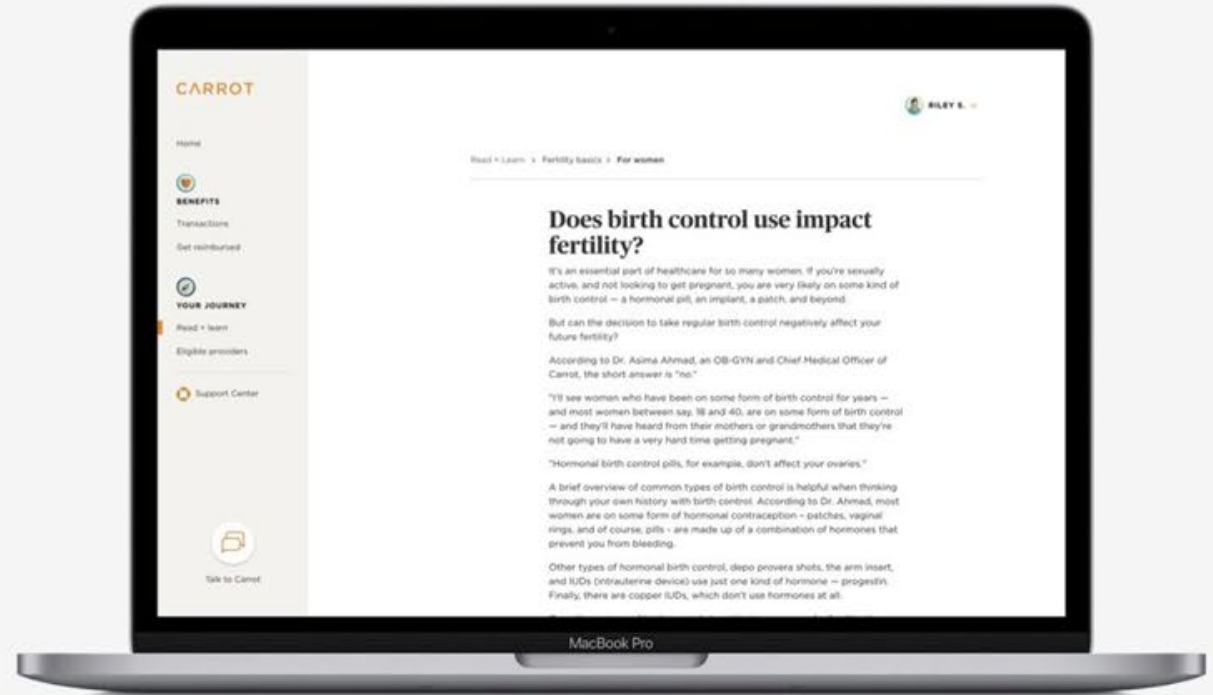 CARROT
RILEY S.
Home
Read + Learn > Fertility basics > For women
BENEFITS
Transactions
Get reimbursed
YOUR JOURNEY
Read + learn
Eligible providers
Support Center
Talk to Carrot
Does birth control use impact
fertility?
It's an essential part of healthcare for so many women. If you're sexually
active, and not looking to get pregnant, you are very likely on some kind of
birth control — a hormonal pill, an implant, a patch, and beyond.
But can the decision to take regular birth control negatively affect your
future fertility?
According to Dr. Asima Ahmad, an OB-GYN and Chief Medical Officer of
Carrot, the short answer is "no."
"I'll see women who have been on some form of birth control for years —
and most women between say, 18 and 40, are on some form of birth control
— and they'll have heard from their mothers or grandmothers that they're
not going to have a very hard time getting pregnant."
"Hormonal birth control pills, for example, don't affect your ovaries."
A brief overview of common types of birth control is helpful when thinking
through your own history with birth control. According to Dr. Ahmad, most
women are on some form of hormonal contraception - patches, vaginal
rings, and of course, pills - are made up of a combination of hormones that
prevent you from bleeding.
Other types of hormonal birth control, depo provera shots, the arm insert,
and IUDs (intrauterine device) use just one kind of hormone — progestin.
Finally, there are copper IUDs, which don't use hormones at all.
MacBook Pro